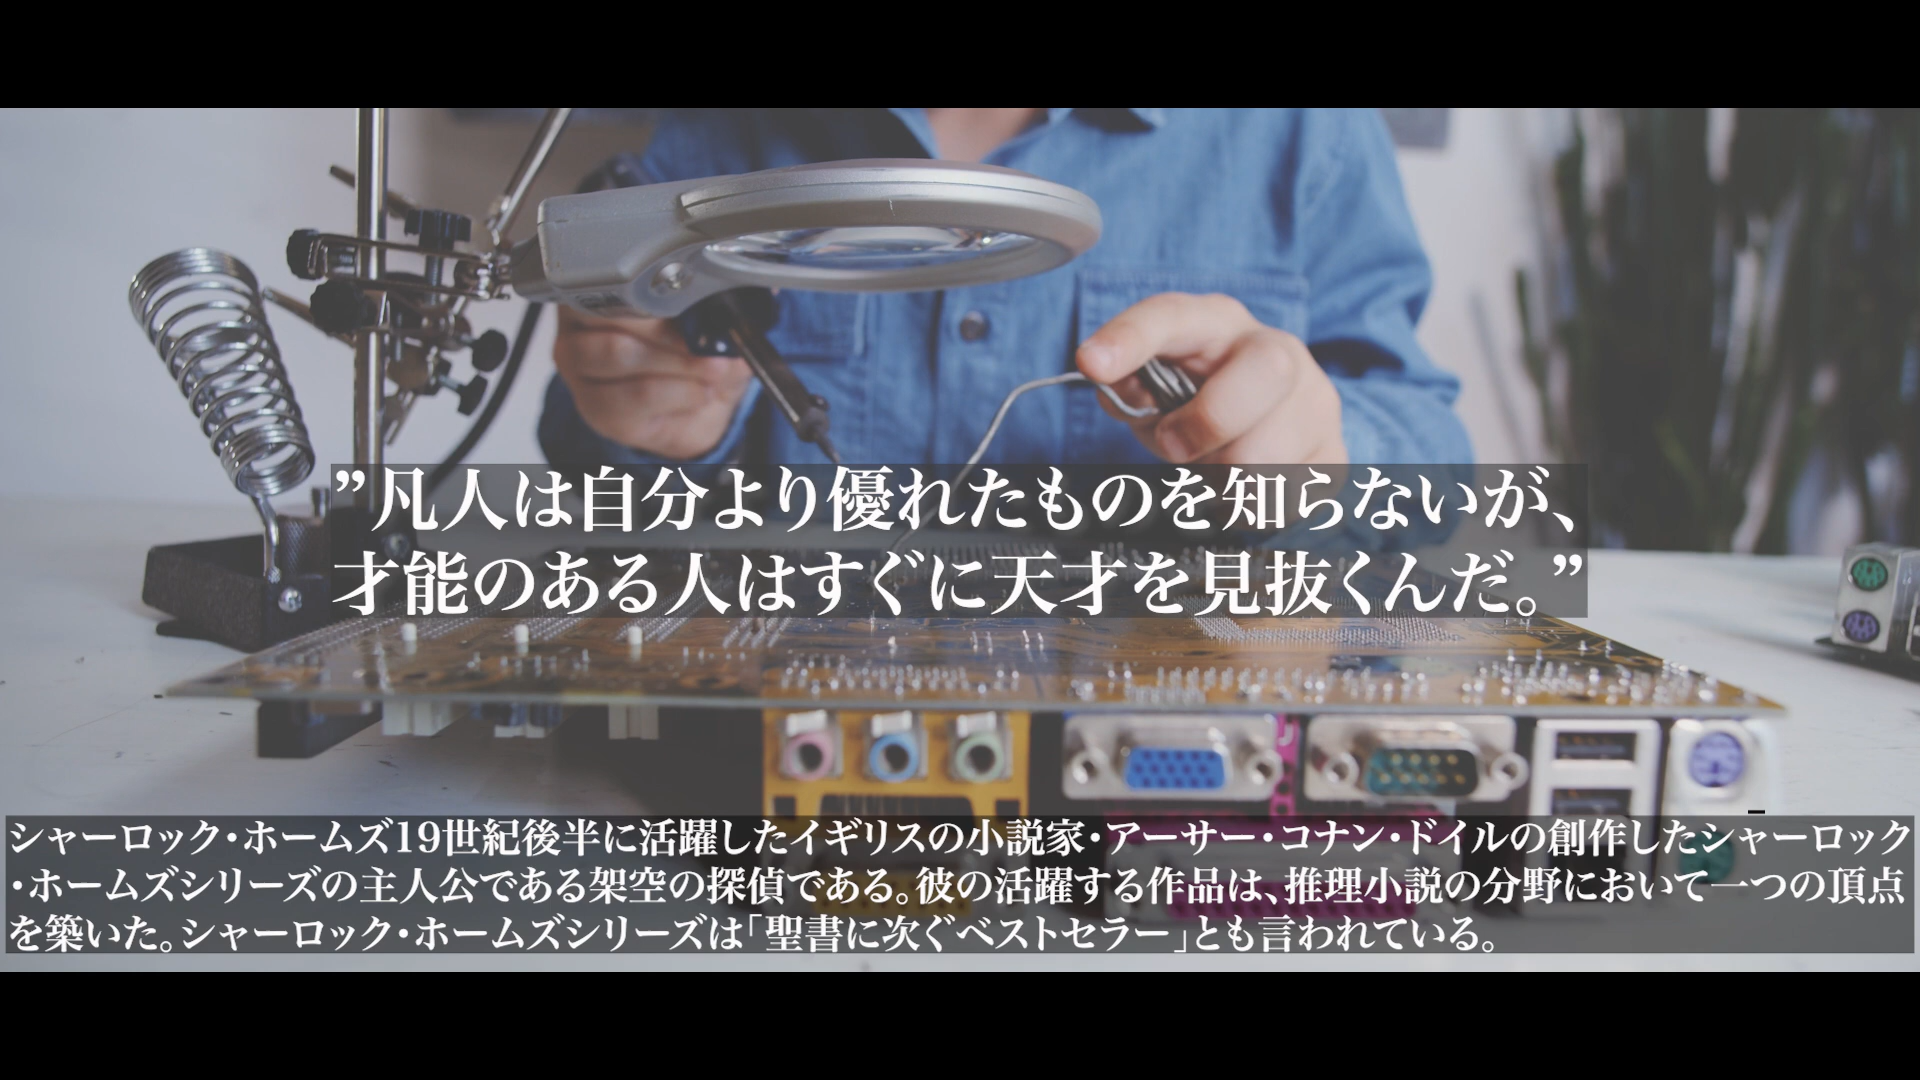 ”凡人は自分より優れたものを知らないが、
才能のある人はすぐに天才を見抜くんだ。”
シャーロック・ホームズ19世紀後半に活躍したイギリスの小説家・アーサー・コナン・ドイルの創作したシャーロック
・ホームズシリーズの主人公である架空の探偵である。彼の活躍する作品は、推理小説の分野において一つの頂点
を築いた。シャーロック・ホームズシリーズは「聖書に次ぐベストセラー」とも言われている。